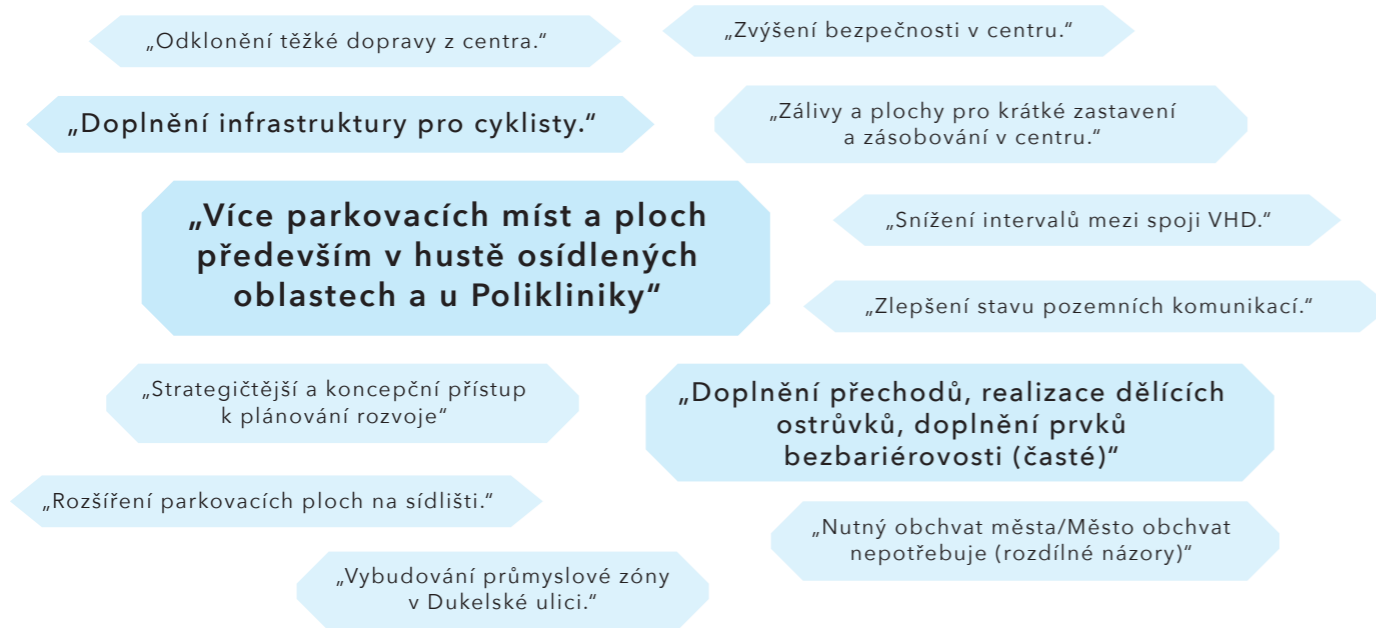 „Odklonění těžké dopravy z centra.“
„Zvýšení bezpečnosti v centru.“
„Doplnění infrastruktury pro cyklisty.“
„Zálivy a plochy pro krátké zastavení
a zásobování v centru.“
„Více parkovacích míst a ploch
především v hustě osídlených
oblastech a u Polikliniky“
„Snížení intervalů mezi spoji VHD.“
„Zlepšení stavu pozemních komunikací.“
„Strategičtější a koncepční přístup
k plánování rozvoje“
„Doplnění přechodů, realizace dělících
ostrůvků, doplnění prvků
bezbariérovosti (časté)“
„Rozšíření parkovacích ploch na sídlišti.“
„Nutný obchvat města/Město obchvat
nepotřebuje (rozdílné názory)“
„Vybudování průmyslové zóny
v Dukelské ulici.“